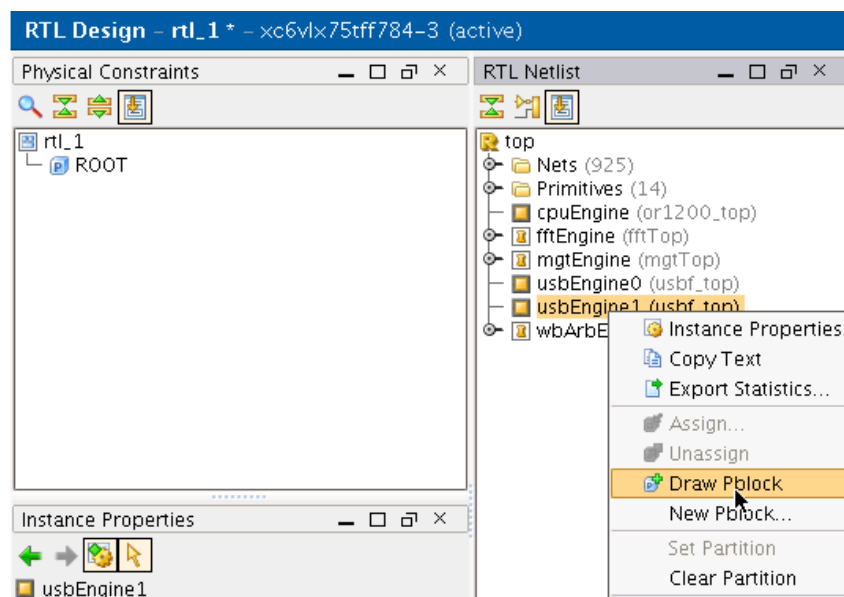 RTL Design - rtl_1 * - xc6vlx75tff784-3 (active)
Physical Constraints
rtl_1
ROOT
RTL Netlist
top
Nets (925)
Primitives (14)
cpuEngine (or1200_top)
fftEngine (fftTop)
mgtEngine (mgtTop)
usbEngine0 (usbf_top)
usbEngine1 (usbf_top)
wbArbE
Instance Properties
Copy Text
Export Statistics...
Assign...
Unassign
Draw Pblock
New Pblock...
Set Partition
Clear Partition
Instance Properties
usbEngine1